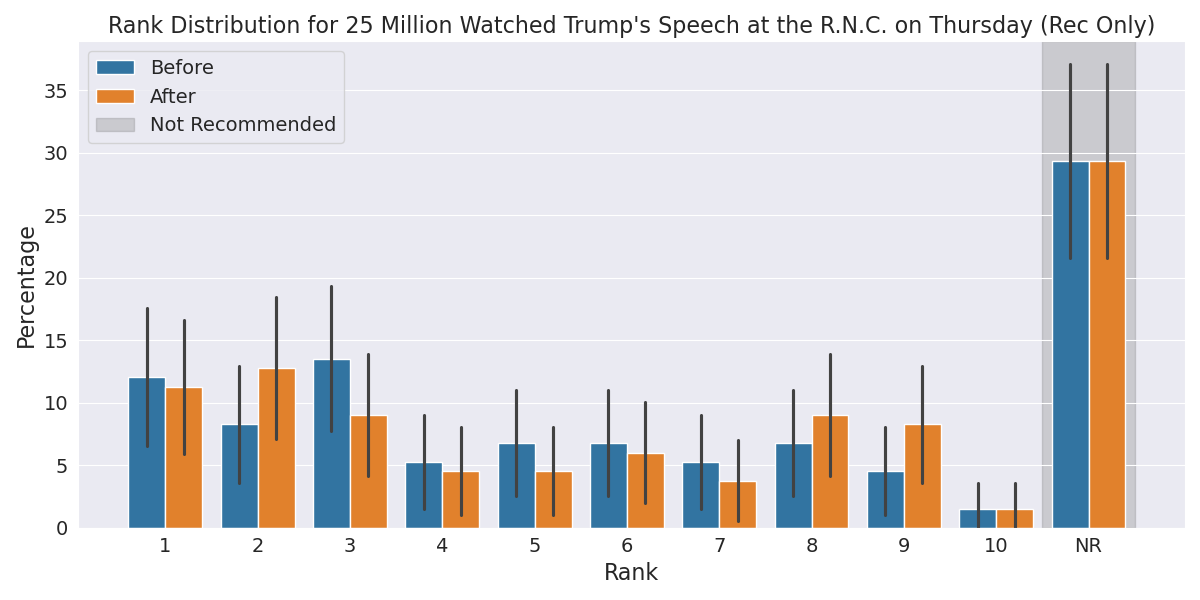 Rank Distribution for 25 Million Watched Trump's Speech at the R.N.C. on Thursday (Rec Only)
Before
After
Not Recommended
Percentage
35
30
25
20
15
10
5
0
1 2 3 4 5 6 7 8 9 10 NR
Rank